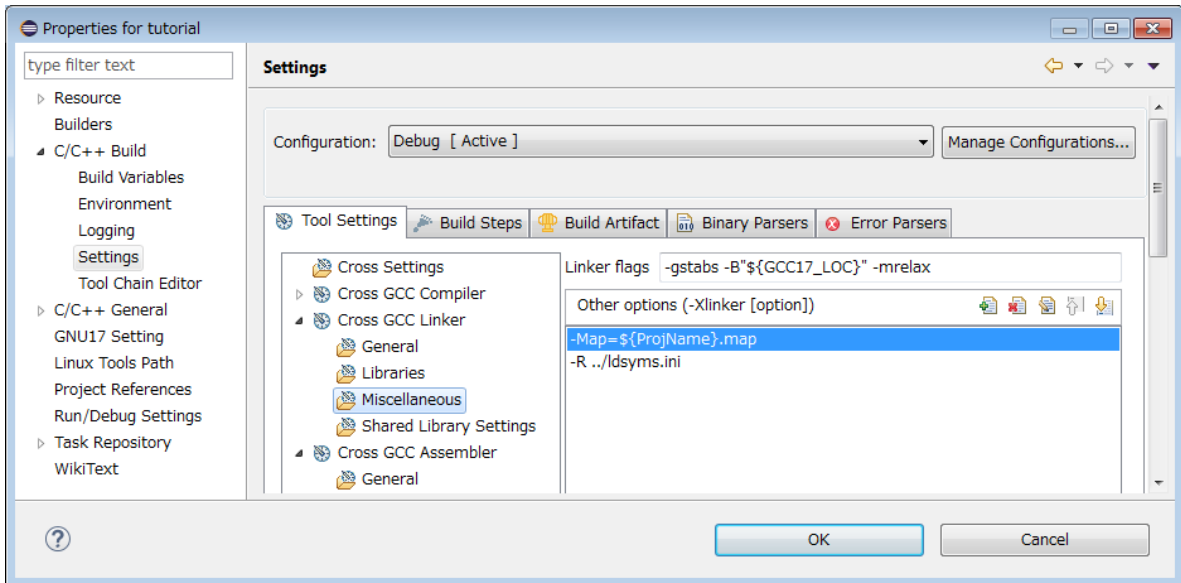 Properties for tutorial
type filter text
Resource
Builders
C/C++ Build
Build Variables
Environment
Logging
Settings
Tool Chain Editor
C/C++ General
GNU17 Setting
Linux Tools Path
Project References
Run/Debug Settings
Task Repository
WikiText
Settings
Configuration: Debug [ Active ] Manage Configurations...
Tool Settings Build Steps Build Artifact Binary Parsers Error Parsers
Cross Settings
Cross GCC Compiler
Cross GCC Linker
General
Libraries
Miscellaneous
Shared Library Settings
Cross GCC Assembler
General
Linker flags -gstabs -B"${GCC17_LOC}" -mrelax
Other options (-Xlinker [option])
-Map=${ProjName}.map
-R ../ldsyms.ini
OK Cancel